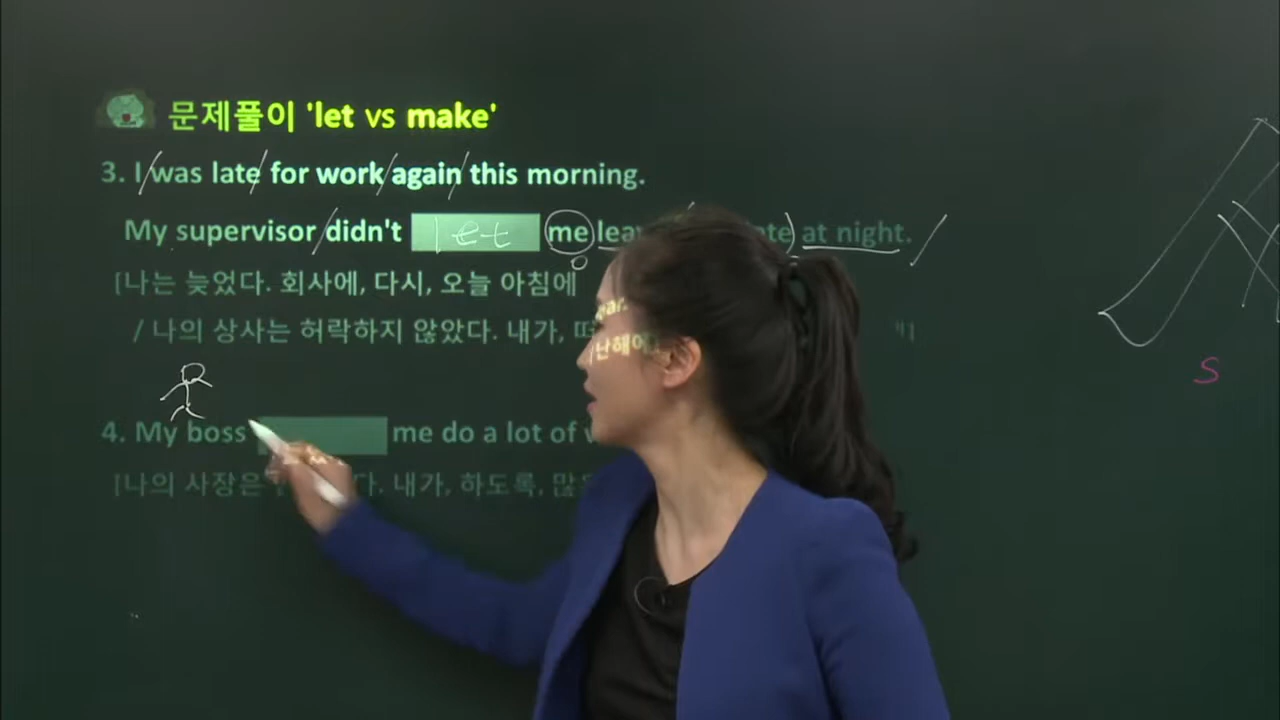 문제풀이 'let vs make'
3. I was late for work again this morning.
My supervisor didn't let me at night.
[나는 늦었다. 회사에, 다시, 오늘 아침에
/ 나의 상사는 허락하지 않았다. 내가,
4. My boss me do a lot of
[나의 사장은 다. 내가, 하도록,
S